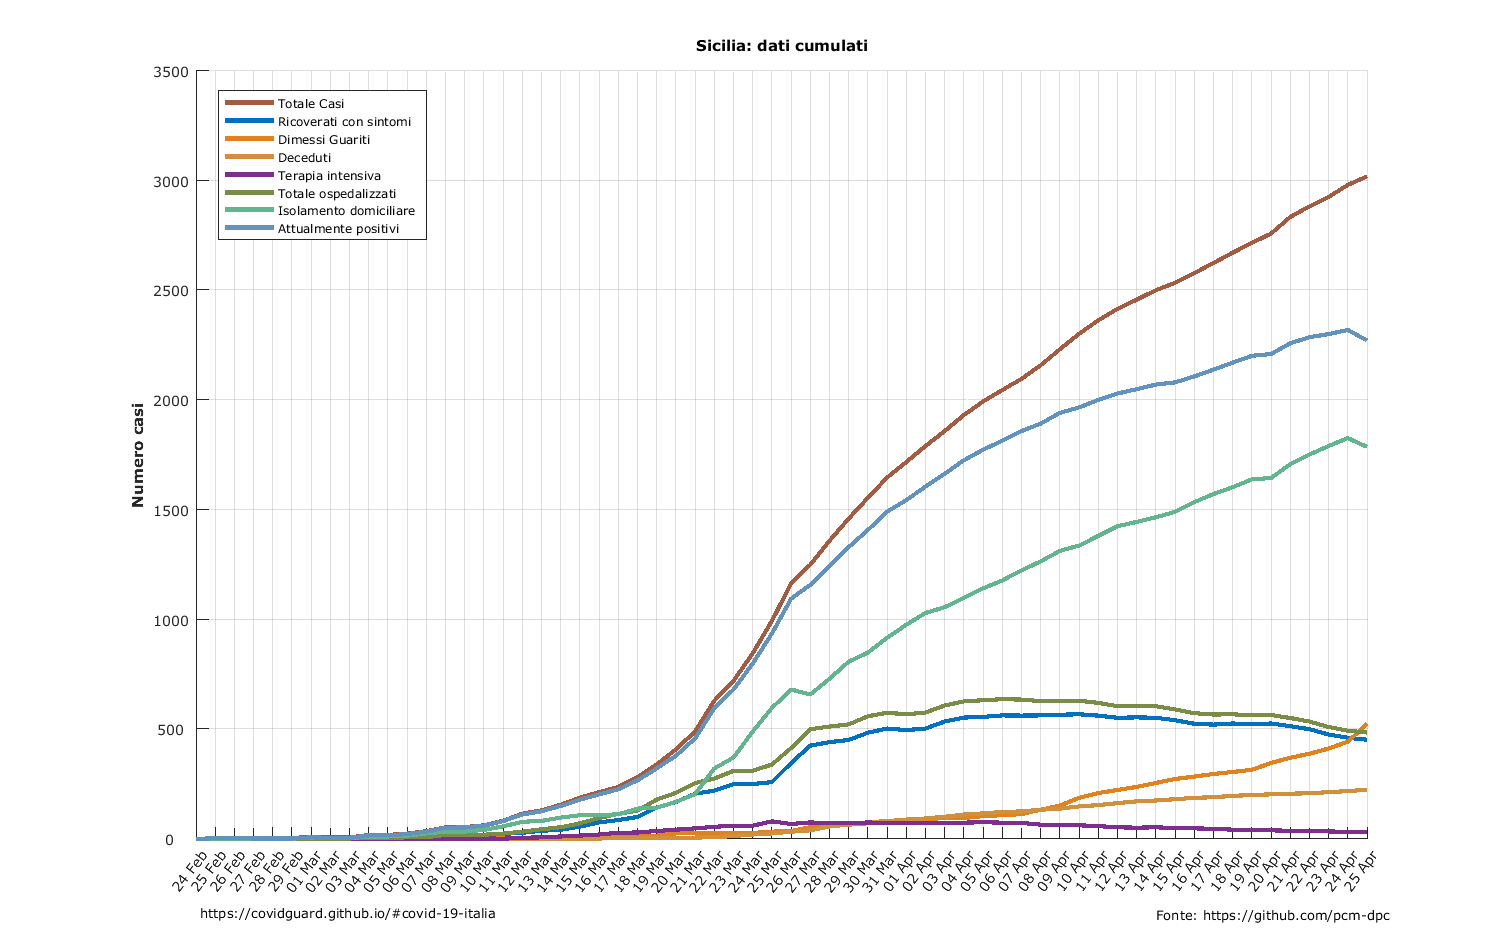 Sicilia: dati cumulati
3500
3000
2500
2000
1500
1000
500
0
Numero casi
Totale Casi
Ricoverati con sintomi
Dimessi Guariti
Deceduti
Terapia intensiva
Totale ospedalizzati
Isolamento domiciliare
Attualmente positivi
24 Feb
25 Feb
26 Feb
27 Feb
28 Feb
29 Feb
01 Mar
02 Mar
03 Mar
04 Mar
05 Mar
06 Mar
07 Mar
08 Mar
09 Mar
10 Mar
11 Mar
12 Mar
13 Mar
14 Mar
15 Mar
16 Mar
17 Mar
18 Mar
19 Mar
20 Mar
21 Mar
22 Mar
23 Mar
24 Mar
25 Mar
26 Mar
27 Mar
28 Mar
29 Mar
30 Mar
31 Mar
01 Apr
02 Apr
03 Apr
04 Apr
05 Apr
06 Apr
07 Apr
08 Apr
09 Apr
10 Apr
11 Apr
12 Apr
13 Apr
14 Apr
15 Apr
16 Apr
17 Apr
18 Apr
19 Apr
20 Apr
21 Apr
22 Apr
23 Apr
24 Apr
25 Apr
https://covidguard.github.io/#covid-19-italia
Fonte: https://github.com/pcm-dpc